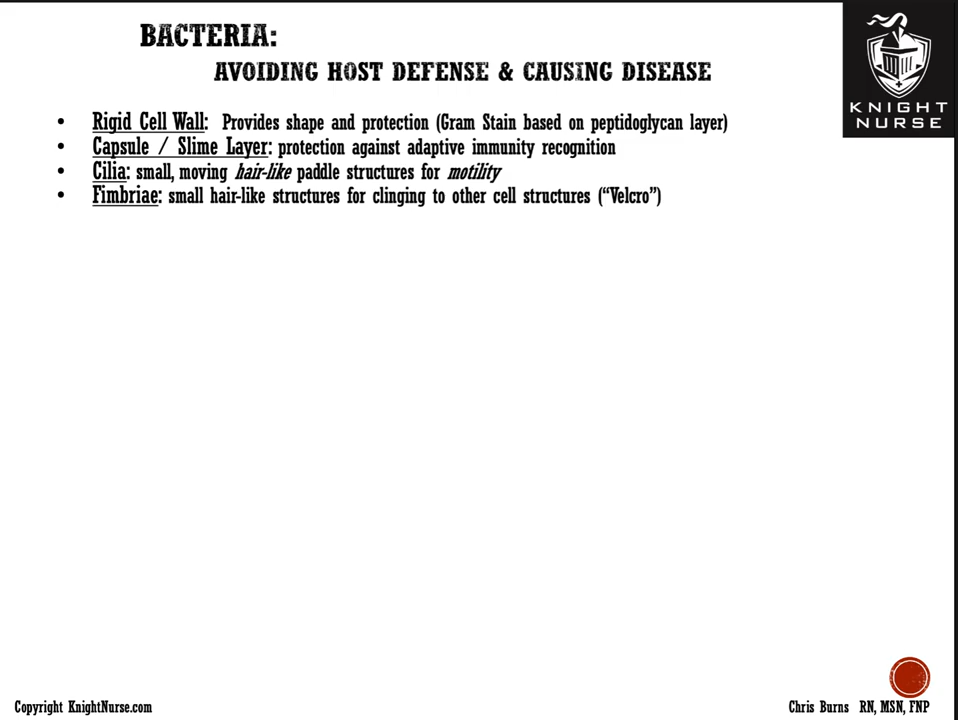 BACTERIA:
AVOIDING HOST DEFENSE & CAUSING DISEASE
KNIGHT
NURSE
• Rigid Cell Wall: Provides shape and protection (Gram Stain based on peptidoglycan layer)
• Capsule / Slime Layer: protection against adaptive immunity recognition
• Cilia: small, moving hair-like paddle structures for motility
• Fimbriae: small hair-like structures for clinging to other cell structures (“Velcro”)
Copyright KnightNurse.com
Chris Burns RN, MSN, FNP